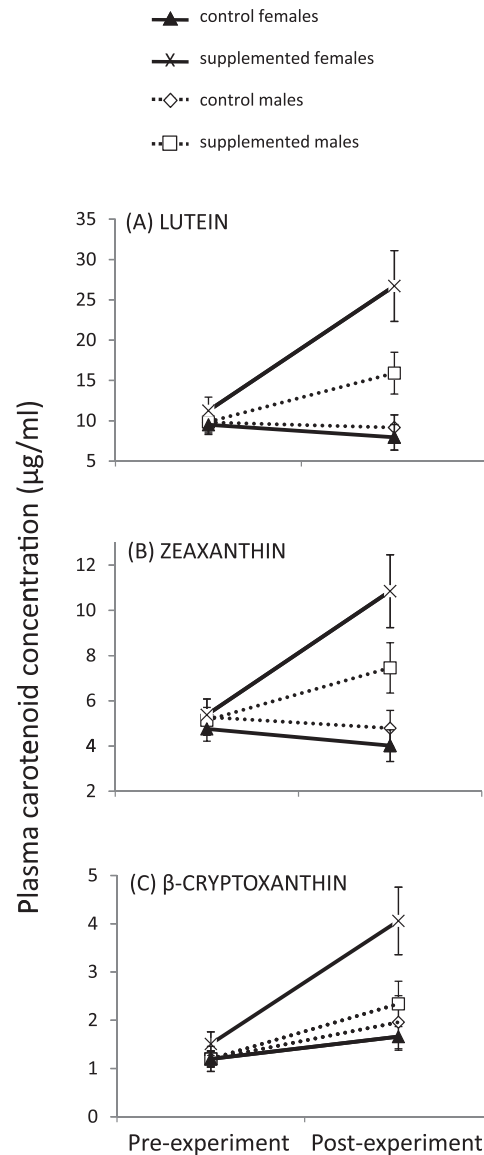 control females
supplemented females
control males
supplemented males
Plasma carotenoid concentration (µg/ml)
(A) LUTEIN
35
30
25
20
15
10
5
(B) ZEAXANTHIN
12
10
8
6
4
2
(C) β-CRYPTOXANTHIN
5
4
3
2
1
0
Pre-experiment Post-experiment